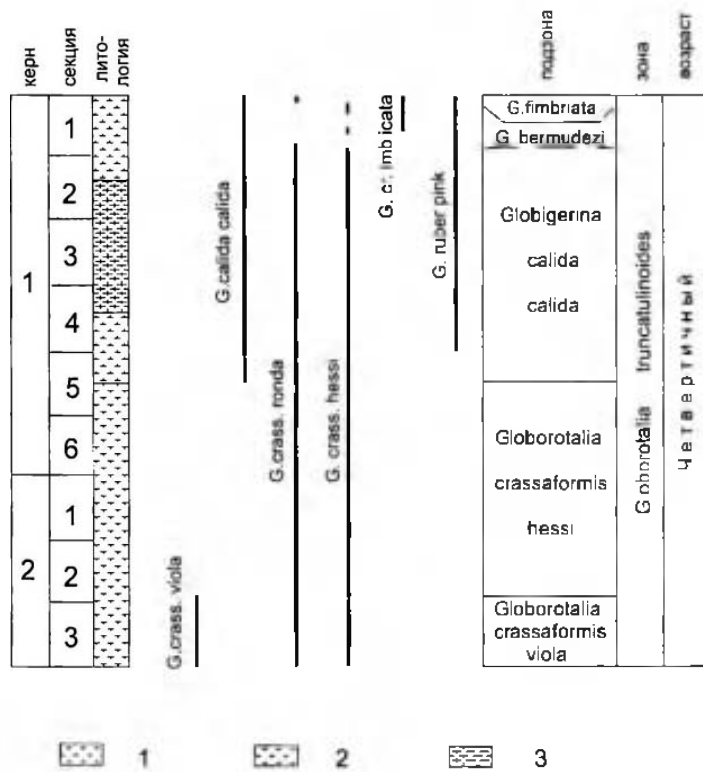 керн
секция
лито-
логия
подзона
зона
возраст
1
1
2
3
4
5
6
2
1
2
3
G.crass. viola
G.calida calida
G.crass. ronda
G. crass. hessi
G. ruber pink
G.fimbriata
G. bermudezi
Globigerina
calida
calida
Globorotalia
crassaformis
hessi
Globorotalia
crassaformis
viola
truncatulinoides
Четвертичный
1
2
3